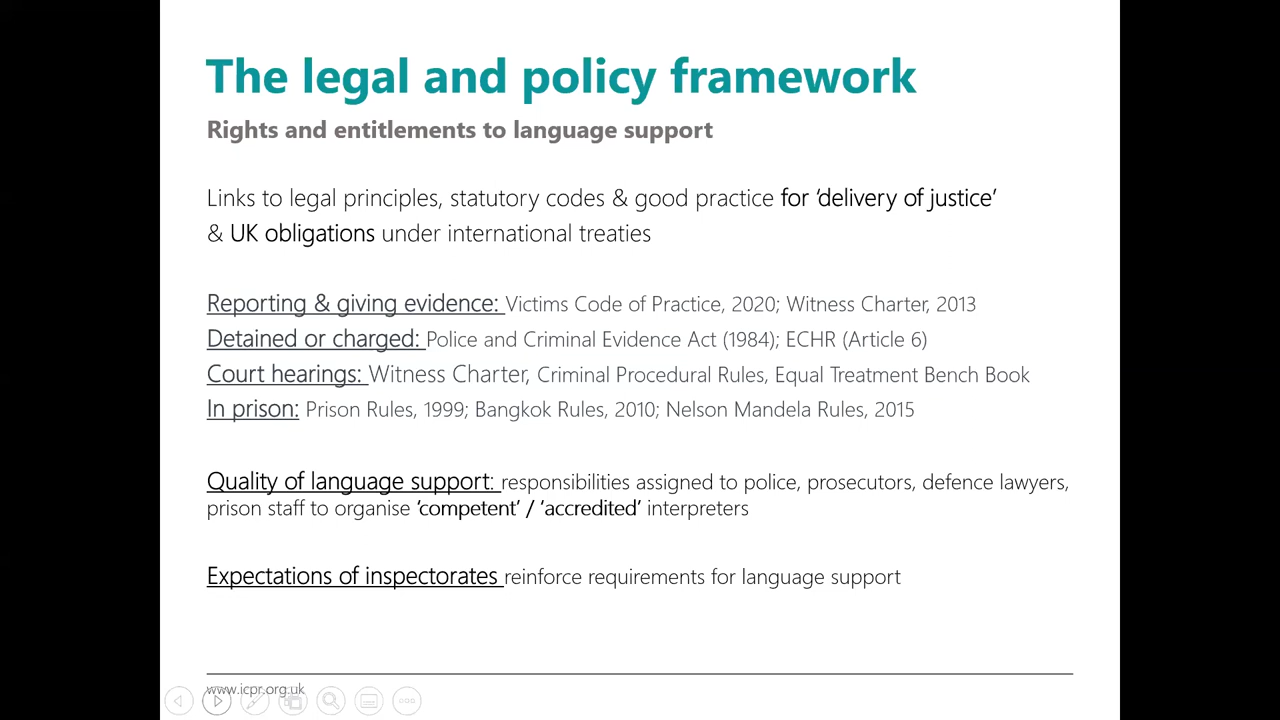 The legal and policy framework
Rights and entitlements to language support
Links to legal principles, statutory codes & good practice for ‘delivery of justice’
& UK obligations under international treaties
Reporting & giving evidence: Victims Code of Practice, 2020; Witness Charter, 2013
Detained or charged: Police and Criminal Evidence Act (1984); ECHR (Article 6)
Court hearings: Witness Charter, Criminal Procedural Rules, Equal Treatment Bench Book
In prison: Prison Rules, 1999; Bangkok Rules, 2010; Nelson Mandela Rules, 2015
Quality of language support: responsibilities assigned to police, prosecutors, defence lawyers,
prison staff to organise ‘competent’ / ‘accredited’ interpreters
Expectations of inspectorates reinforce requirements for language support
www.icpr.org.uk